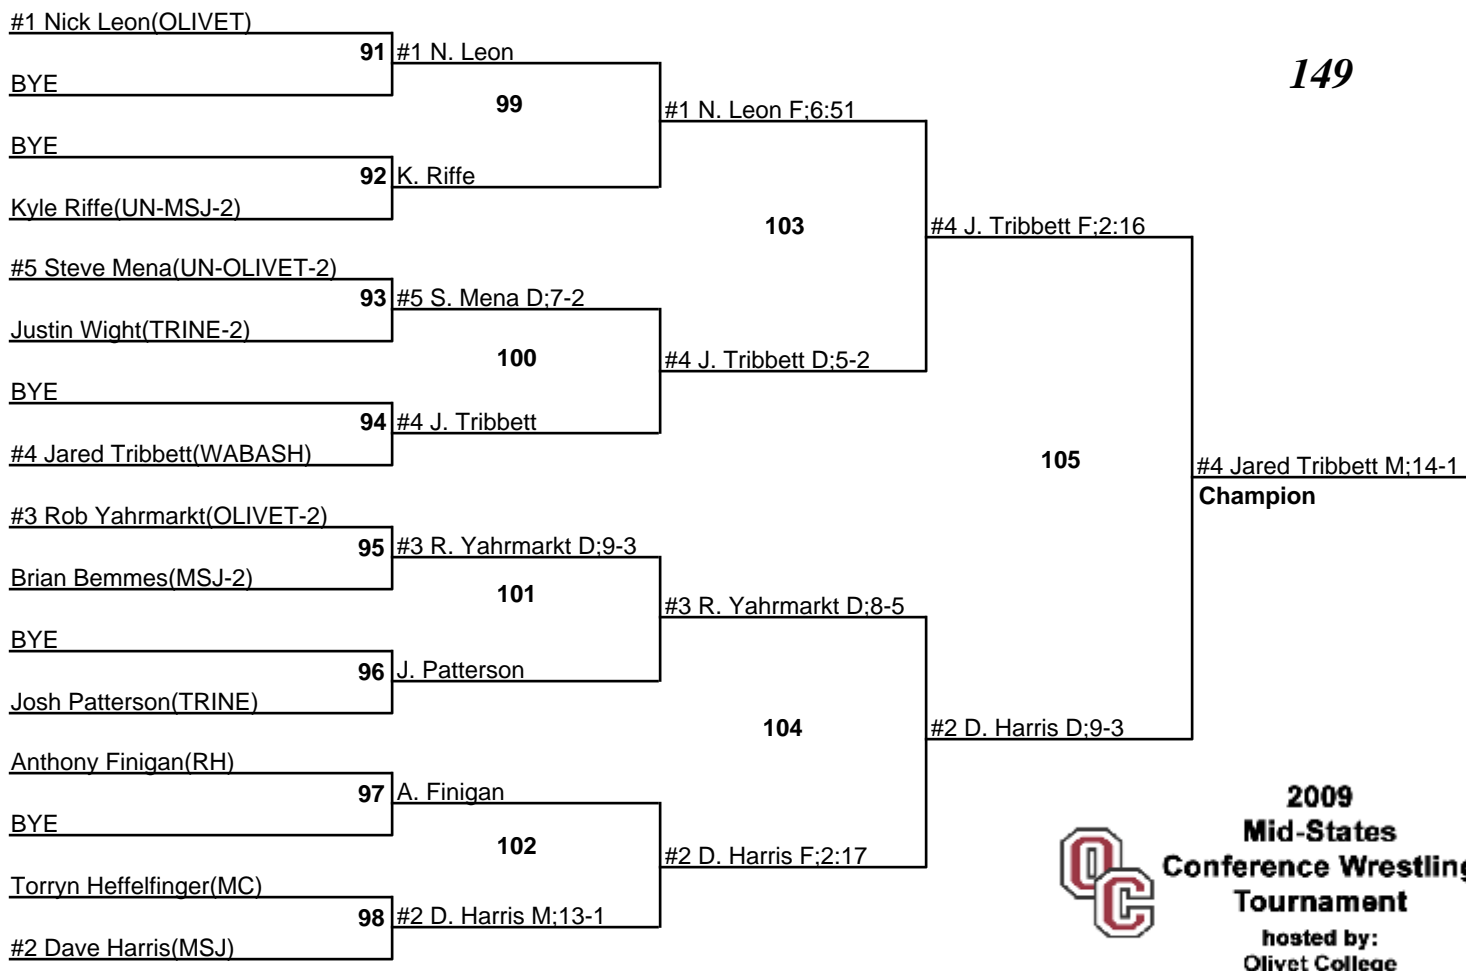 #1 Nick Leon(OLIVET)
91
#1 N. Leon
BYE
149
99
#1 N. Leon F;6:51
BYE
92
K. Riffe
Kyle Riffe(UN-MSJ-2)
103
#4 J. Tribbett F;2:16
#5 Steve Mena(UN-OLIVET-2)
93
#5 S. Mena D;7-2
Justin Wight(TRINE-2)
100
#4 J. Tribbett D;5-2
BYE
94
#4 J. Tribbett
#4 Jared Tribbett(WABASH)
105
#4 Jared Tribbett M;14-1
Champion
#3 Rob Yahrmarkt(OLIVET-2)
95
#3 R. Yahrmarkt D;9-3
Brian Bemmes(MSJ-2)
101
#3 R. Yahrmarkt D;8-5
BYE
96
J. Patterson
Josh Patterson(TRINE)
104
#2 D. Harris D;9-3
Anthony Finigan(RH)
97
A. Finigan
BYE
102
#2 D. Harris F;2:17
Torryn Heffelfinger(MC)
98
#2 D. Harris M;13-1
#2 Dave Harris(MSJ)
OC
2009
Mid-States
Conference Wrestling
Tournament
hosted by:
Olivet College